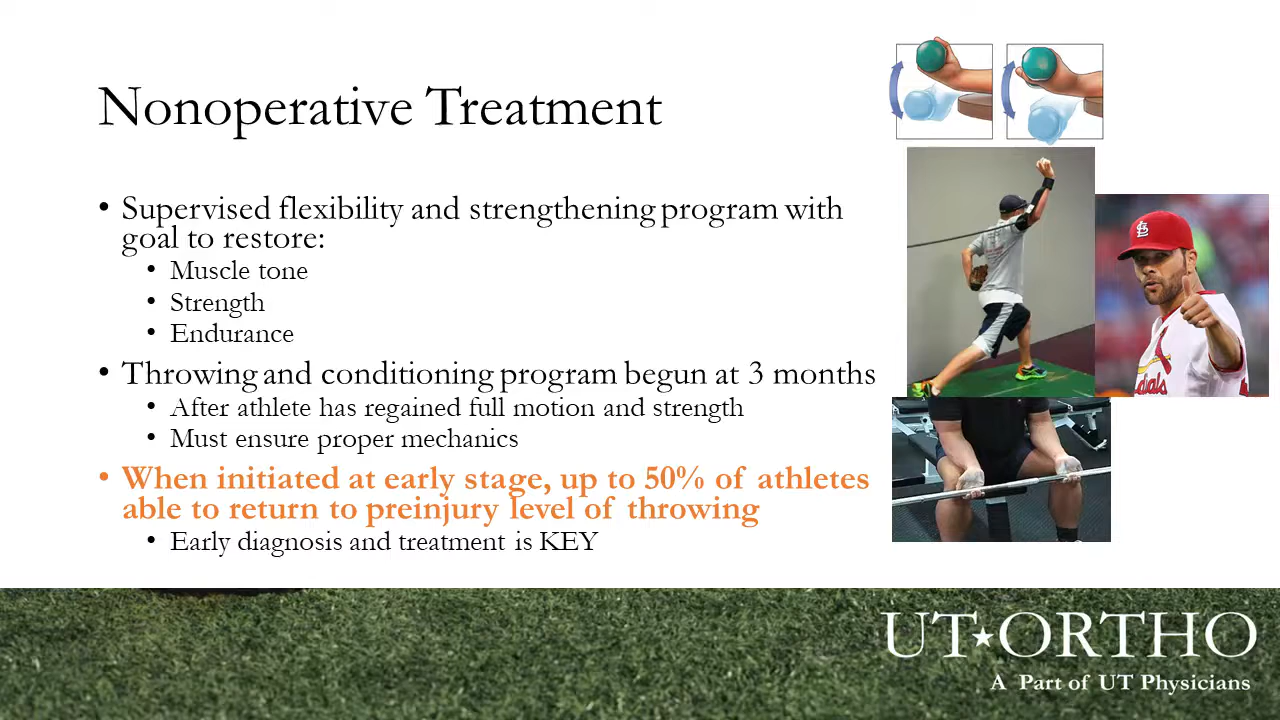 Nonoperative Treatment
• Supervised flexibility and strengthening program with
goal to restore:
• Muscle tone
• Strength
• Endurance
• Throwing and conditioning program begun at 3 months
• After athlete has regained full motion and strength
• Must ensure proper mechanics
• When initiated at early stage, up to 50% of athletes
able to return to preinjury level of throwing
• Early diagnosis and treatment is KEY
StL
dials
UT★ORTHO
A Part of UT Physicians